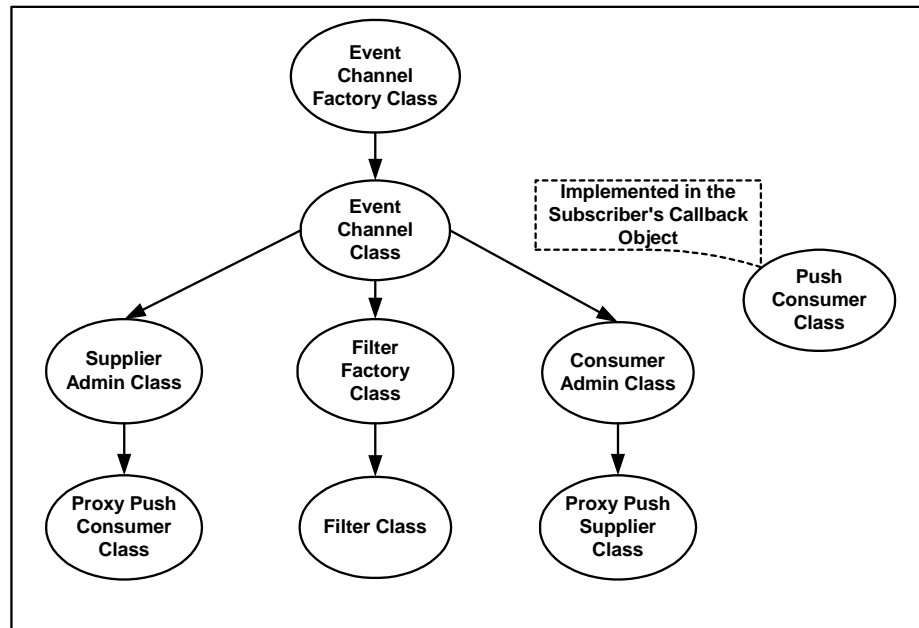 Event
Channel
Factory Class
Event
Channel
Class
Implemented in the
Subscriber's Callback
Object
Push
Consumer
Class
Supplier
Admin Class
Filter
Factory
Class
Consumer
Admin Class
Proxy Push
Consumer
Class
Filter Class
Proxy Push
Supplier
Class